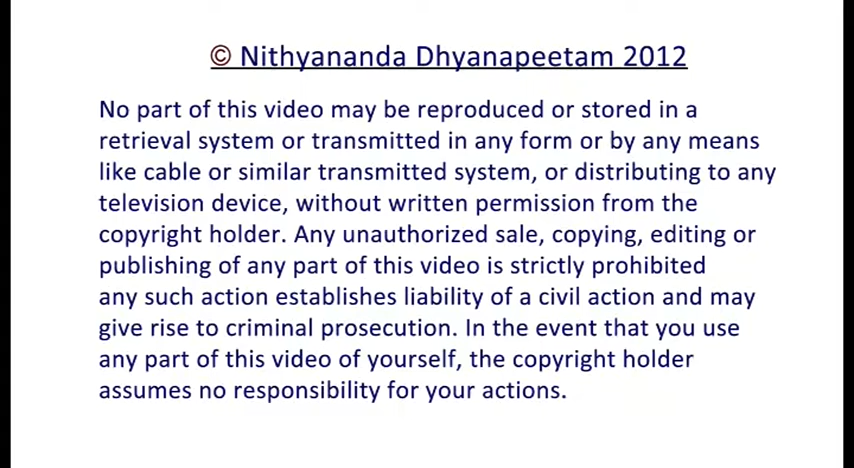 © Nithyananda Dhyanapeetam 2012
No part of this video may be reproduced or stored in a
retrieval system or transmitted in any form or by any means
like cable or similar transmitted system, or distributing to any
television device, without written permission from the
copyright holder. Any unauthorized sale, copying, editing or
publishing of any part of this video is strictly prohibited
any such action establishes liability of a civil action and may
give rise to criminal prosecution. In the event that you use
any part of this video of yourself, the copyright holder
assumes no responsibility for your actions.